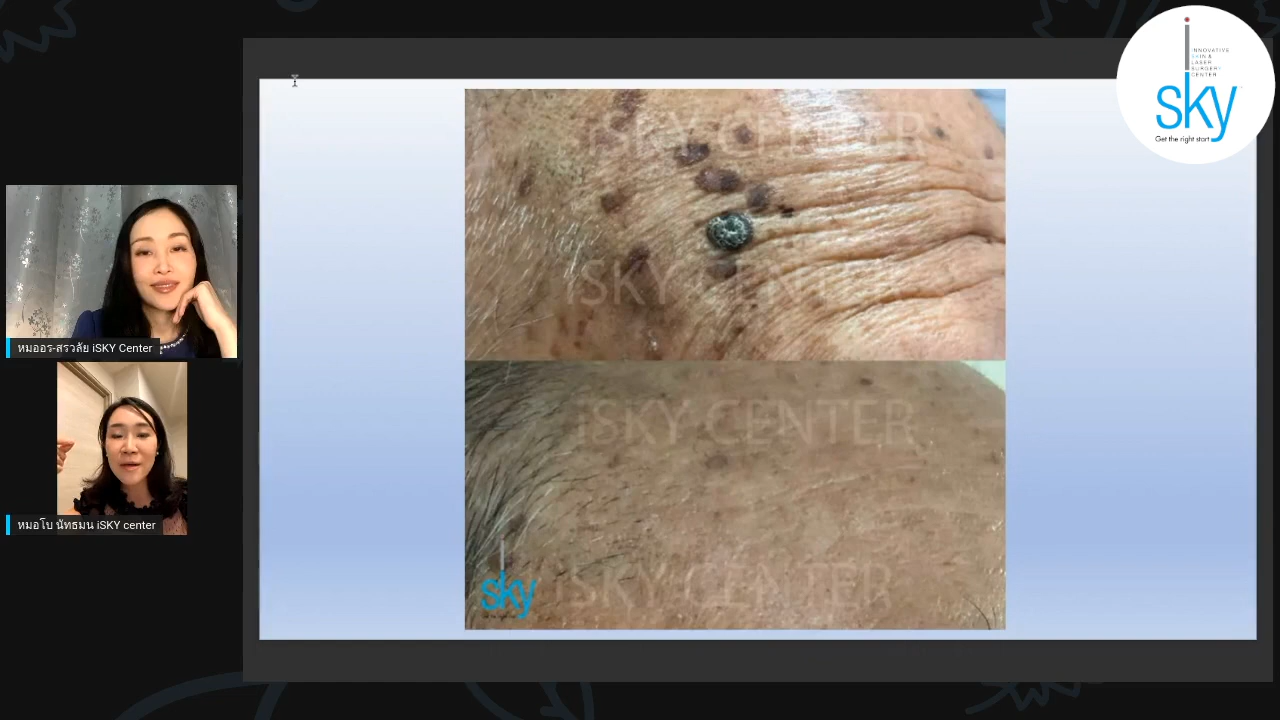 INNOVATIVE
SKIN &
LASER
SURGERY
CENTER
i
sky
Get the right start
iSKY CENTER
iSKY CENTER
หมออร-สรวลัย iSKY Center
iSKY CENTER
หมอโบ นัทธมน iSKY center
sky
iSKY CENTER